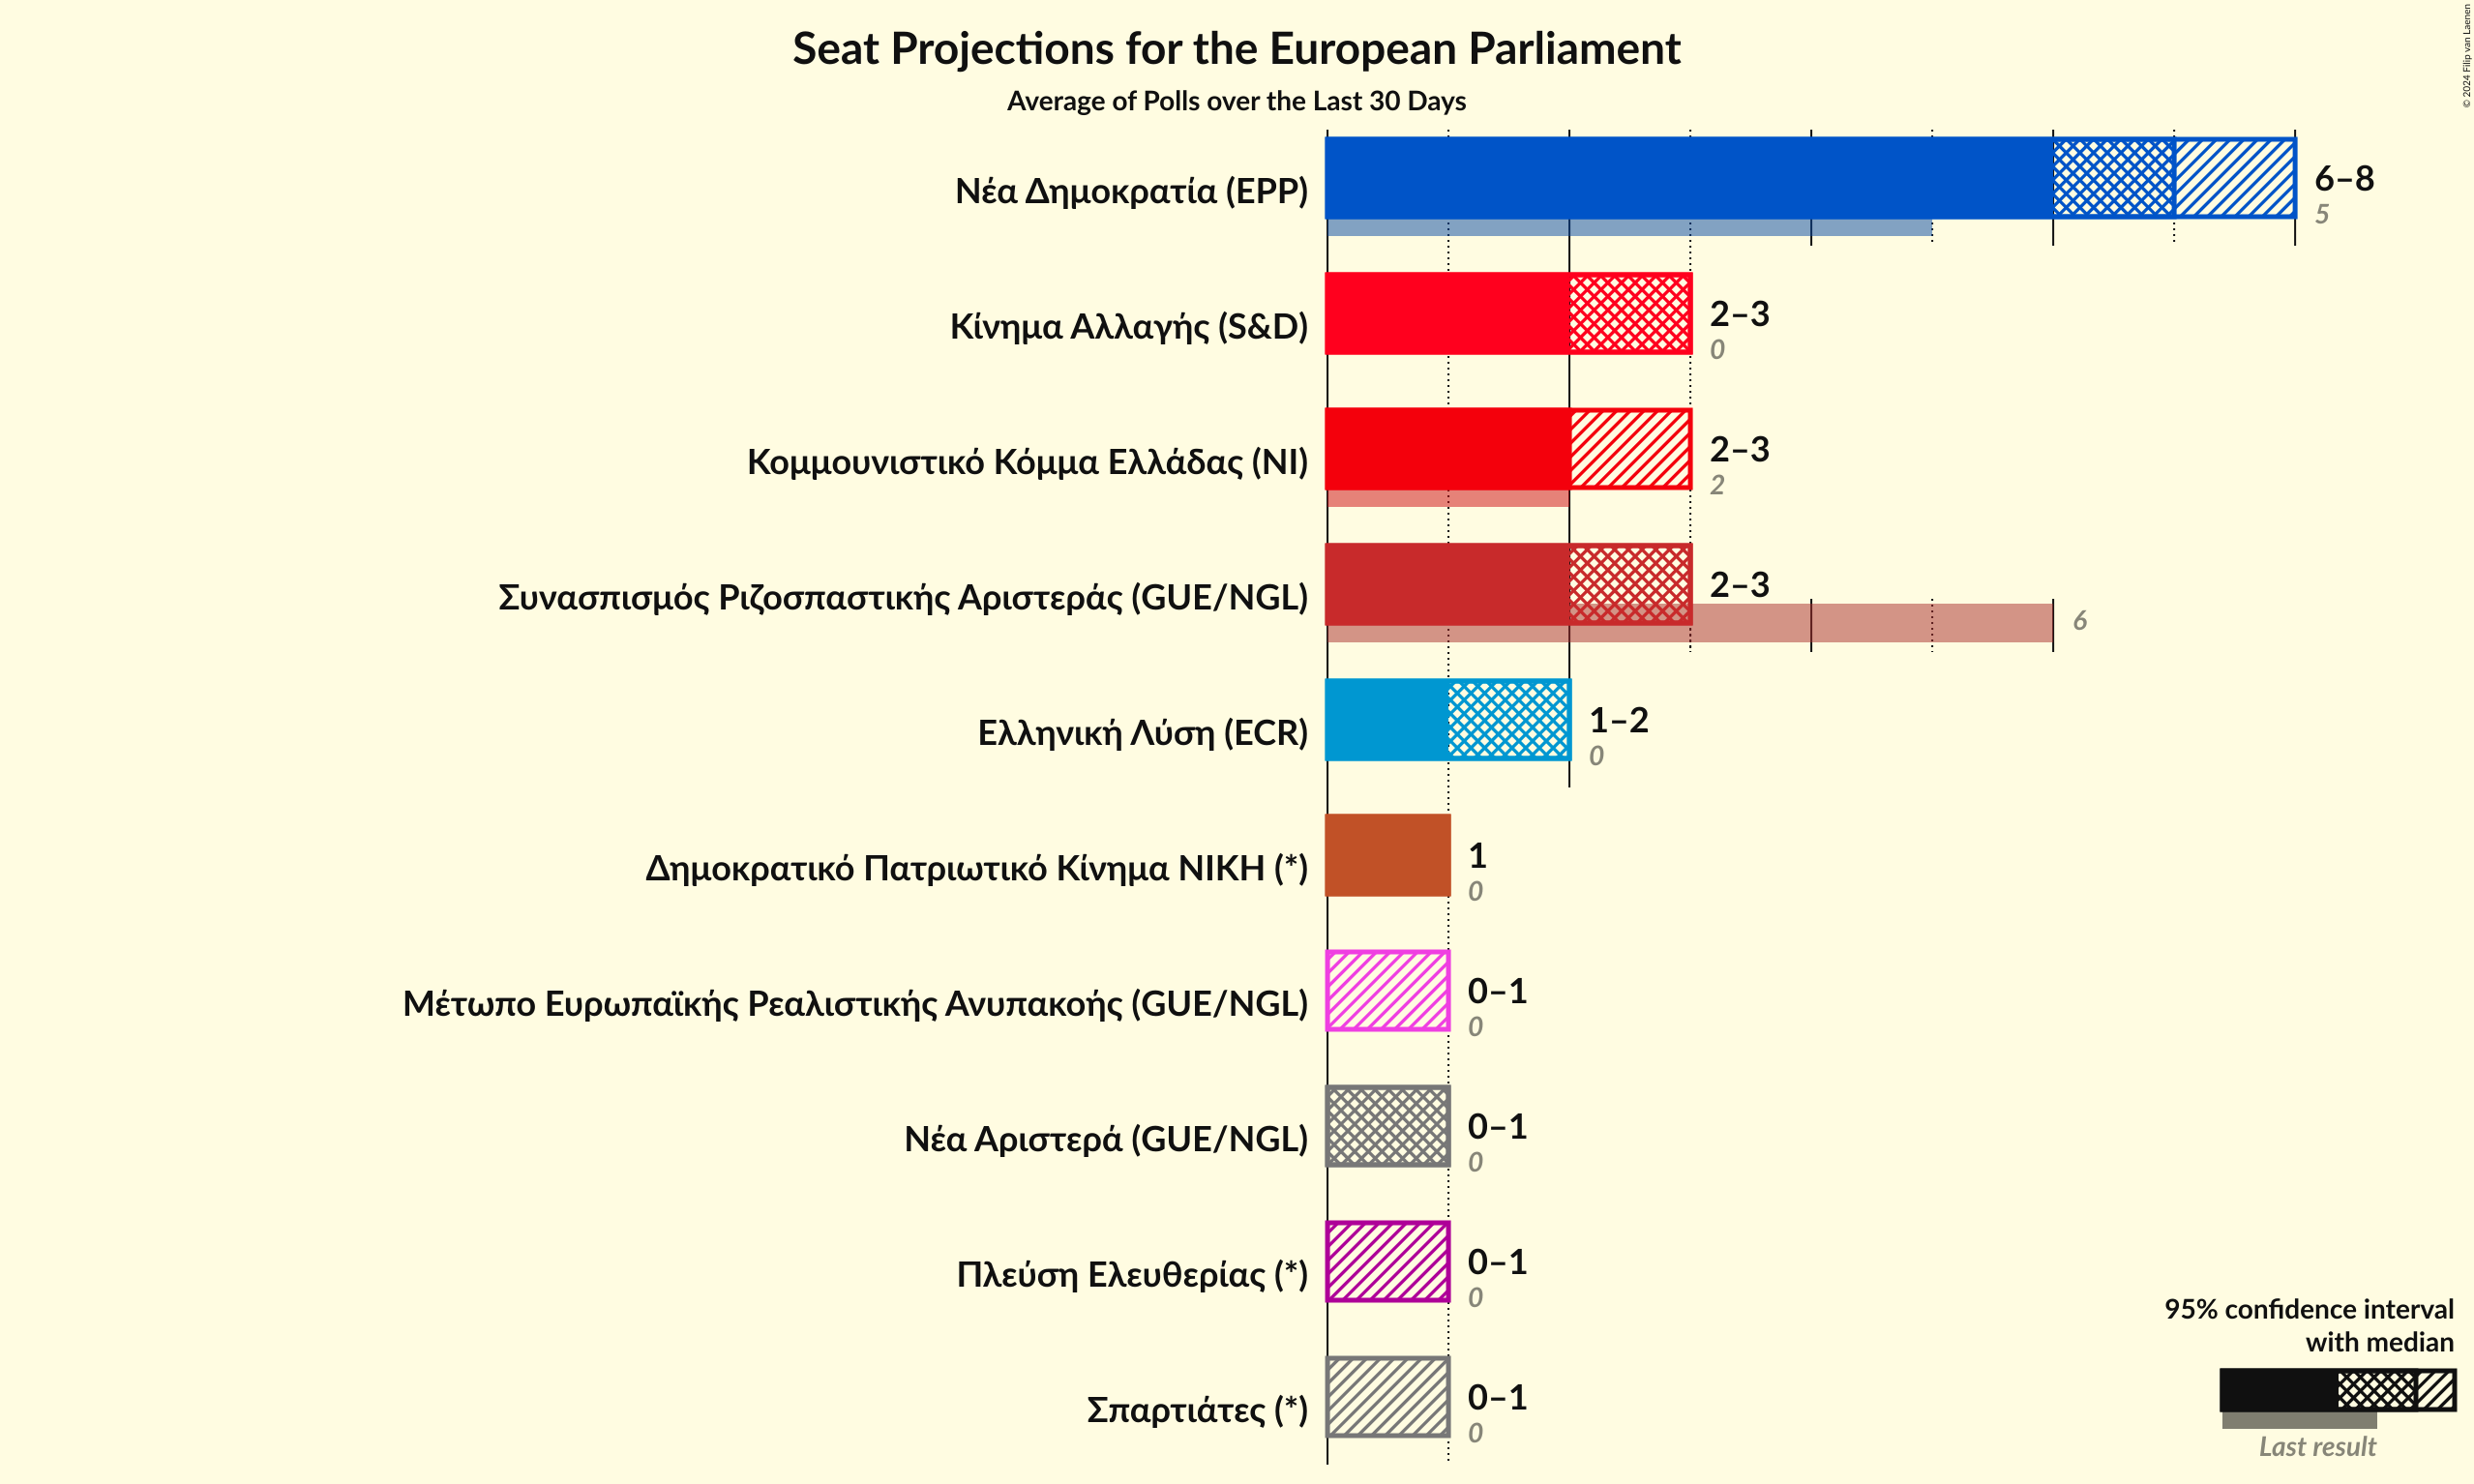 Seat Projections for the European Parliament
Average of Polls over the Last 30 Days
© 2024 Filip van Laenen
Νέα Δημοκρατία (EPP)
6–8
5
Κίνημα Αλλαγής (S&D)
2–3
0
Κομμουνιστικό Κόμμα Ελλάδας (NI)
2–3
2
Συνασπισμός Ριζοσπαστικής Αριστεράς (GUE/NGL)
2–3
6
Ελληνική Λύση (ECR)
1–2
0
Δημοκρατικό Πατριωτικό Κίνημα ΝΙΚΗ (*)
1
0
Μέτωπο Ευρωπαϊκής Ρεαλιστικής Ανυπακοής (GUE/NGL)
0–1
0
Νέα Αριστερά (GUE/NGL)
0–1
0
Πλεύση Ελευθερίας (*)
0–1
0
Σπαρτιάτες (*)
0–1
0
95% confidence interval
with median
Last result